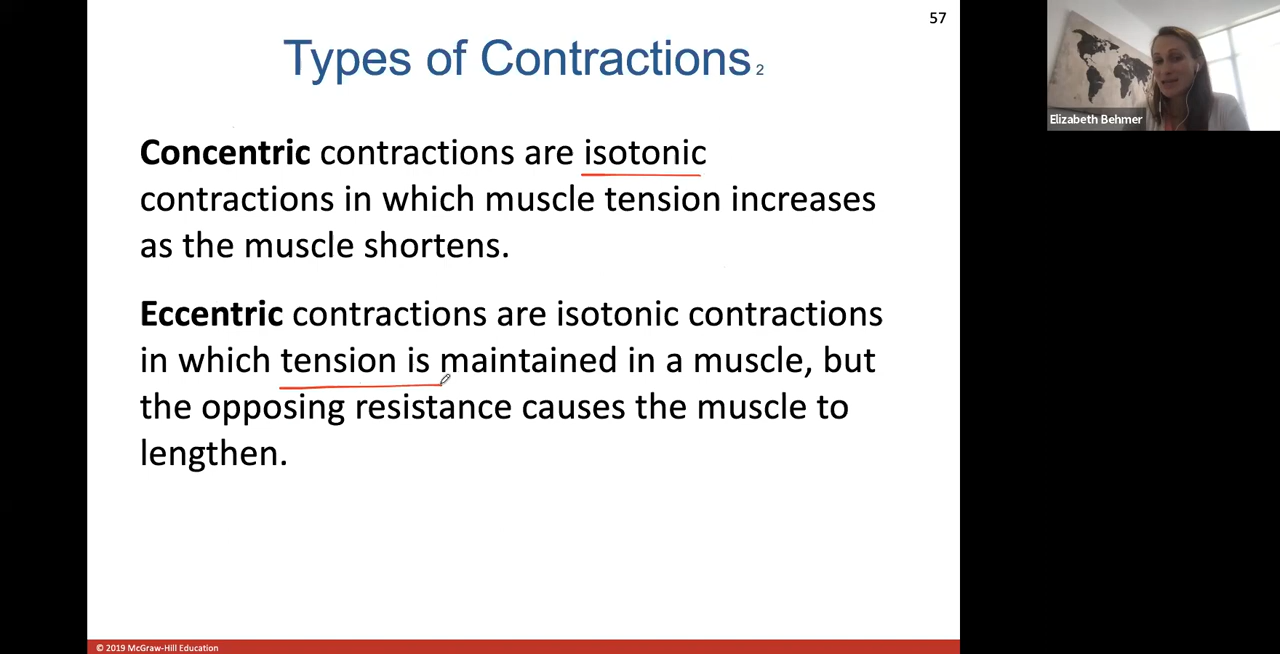 57
Types of Contractions 2
Elizabeth Behmer
Concentric contractions are isotonic
contractions in which muscle tension increases
as the muscle shortens.
Eccentric contractions are isotonic contractions
in which tension is maintained in a muscle, but
the opposing resistance causes the muscle to
lengthen.
© 2019 McGraw-Hill Education